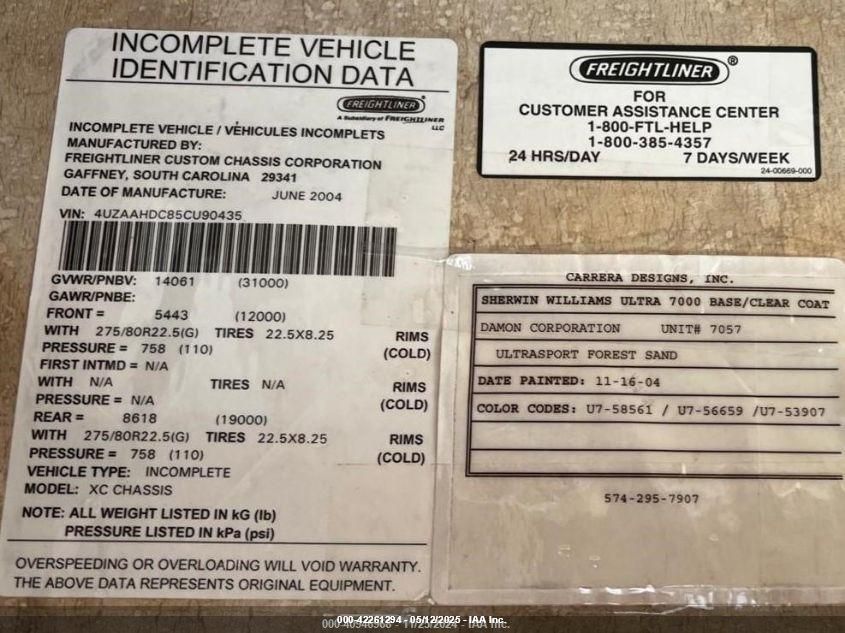 INCOMPLETE VEHICLE
IDENTIFICATION DATA
FREIGHTLINER®
A Subsidiary of FREIGHTLINER
LLC
INCOMPLETE VEHICLE / VÉHICULES INCOMPLETS
MANUFACTURED BY:
FREIGHTLINER CUSTOM CHASSIS CORPORATION
GAFFNEY, SOUTH CAROLINA 29341
DATE OF MANUFACTURE: JUNE 2004
VIN: 4UZAAHDC85CU90435
GVWR/PNBV: 14061 (31000)
GAWR/PNBE:
FRONT = 5443 (12000)
WITH 275/80R22.5(G) TIRES 22.5X8.25 RIMS
PRESSURE = 758 (110) (COLD)
FIRST INTMD = N/A
WITH N/A TIRES N/A RIMS
PRESSURE = N/A (COLD)
REAR = 8618 (19000)
WITH 275/80R22.5(G) TIRES 22.5X8.25 RIMS
PRESSURE = 758 (110) (COLD)
VEHICLE TYPE: INCOMPLETE
MODEL: XC CHASSIS
NOTE: ALL WEIGHT LISTED IN kG (lb)
PRESSURE LISTED IN kPa (psi)
OVERSPEEDING OR OVERLOADING WILL VOID WARRANTY.
THE ABOVE DATA REPRESENTS ORIGINAL EQUIPMENT.
FREIGHTLINER®
FOR
CUSTOMER ASSISTANCE CENTER
1-800-FTL-HELP
1-800-385-4357
24 HRS/DAY 7 DAYS/WEEK
24-00669-000
CARRERA DESIGNS, INC.
SHERWIN WILLIAMS ULTRA 7000 BASE/CLEAR COAT
DAMON CORPORATION UNIT# 7057
ULTRASPORT FOREST SAND
DATE PAINTED: 11-16-04
COLOR CODES: U7-58561 / U7-56659 /U7-53907
574-295-7907
000-42261294 - 05/12/2025 - IAA Inc.